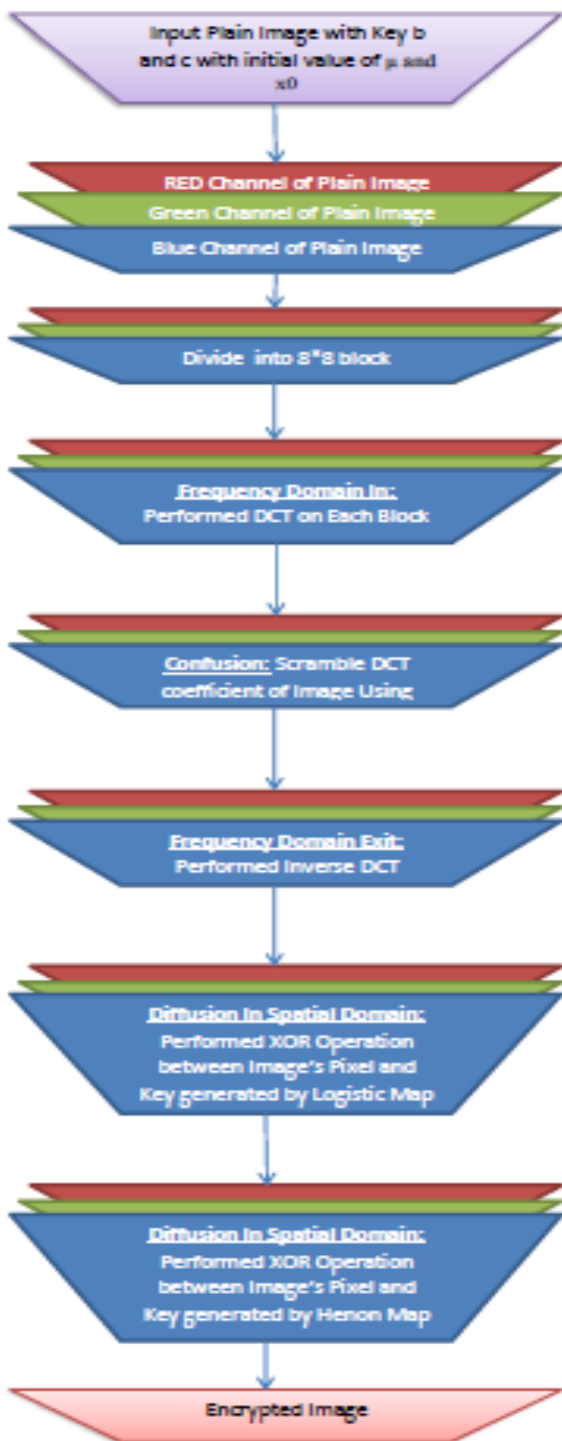 Input Plain Image with Key b
and c with initial value of μ and
x0
RED Channel of Plain Image
Green Channel of Plain Image
Blue Channel of Plain Image
Divide into 8*8 block
Frequency Domain In:
Performed DCT on Each Block
Confusion: Scramble DCT
coefficient of Image Using
Frequency Domain Exit:
Performed Inverse DCT
Diffusion In Spatial Domain:
Performed XOR Operation
between Image's Pixel and
Key generated by Logistic Map
Diffusion In Spatial Domain:
Performed XOR Operation
between Image's Pixel and
Key generated by Henon Map
Encrypted Image